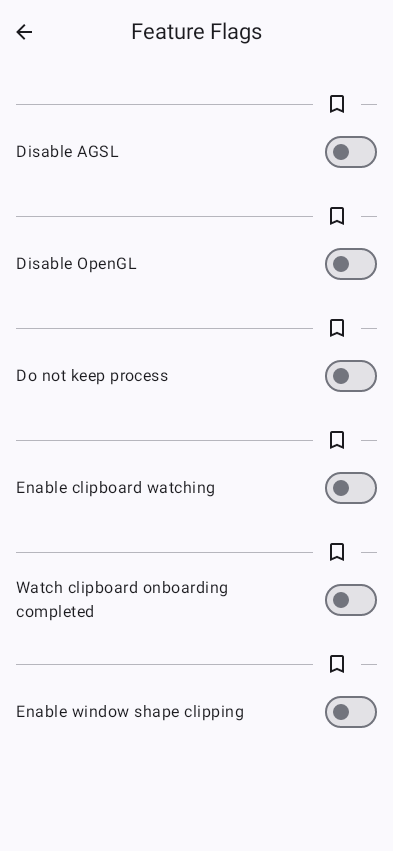 Feature Flags
Disable AGSL
Disable OpenGL
Do not keep process
Enable clipboard watching
Watch clipboard onboarding
completed
Enable window shape clipping